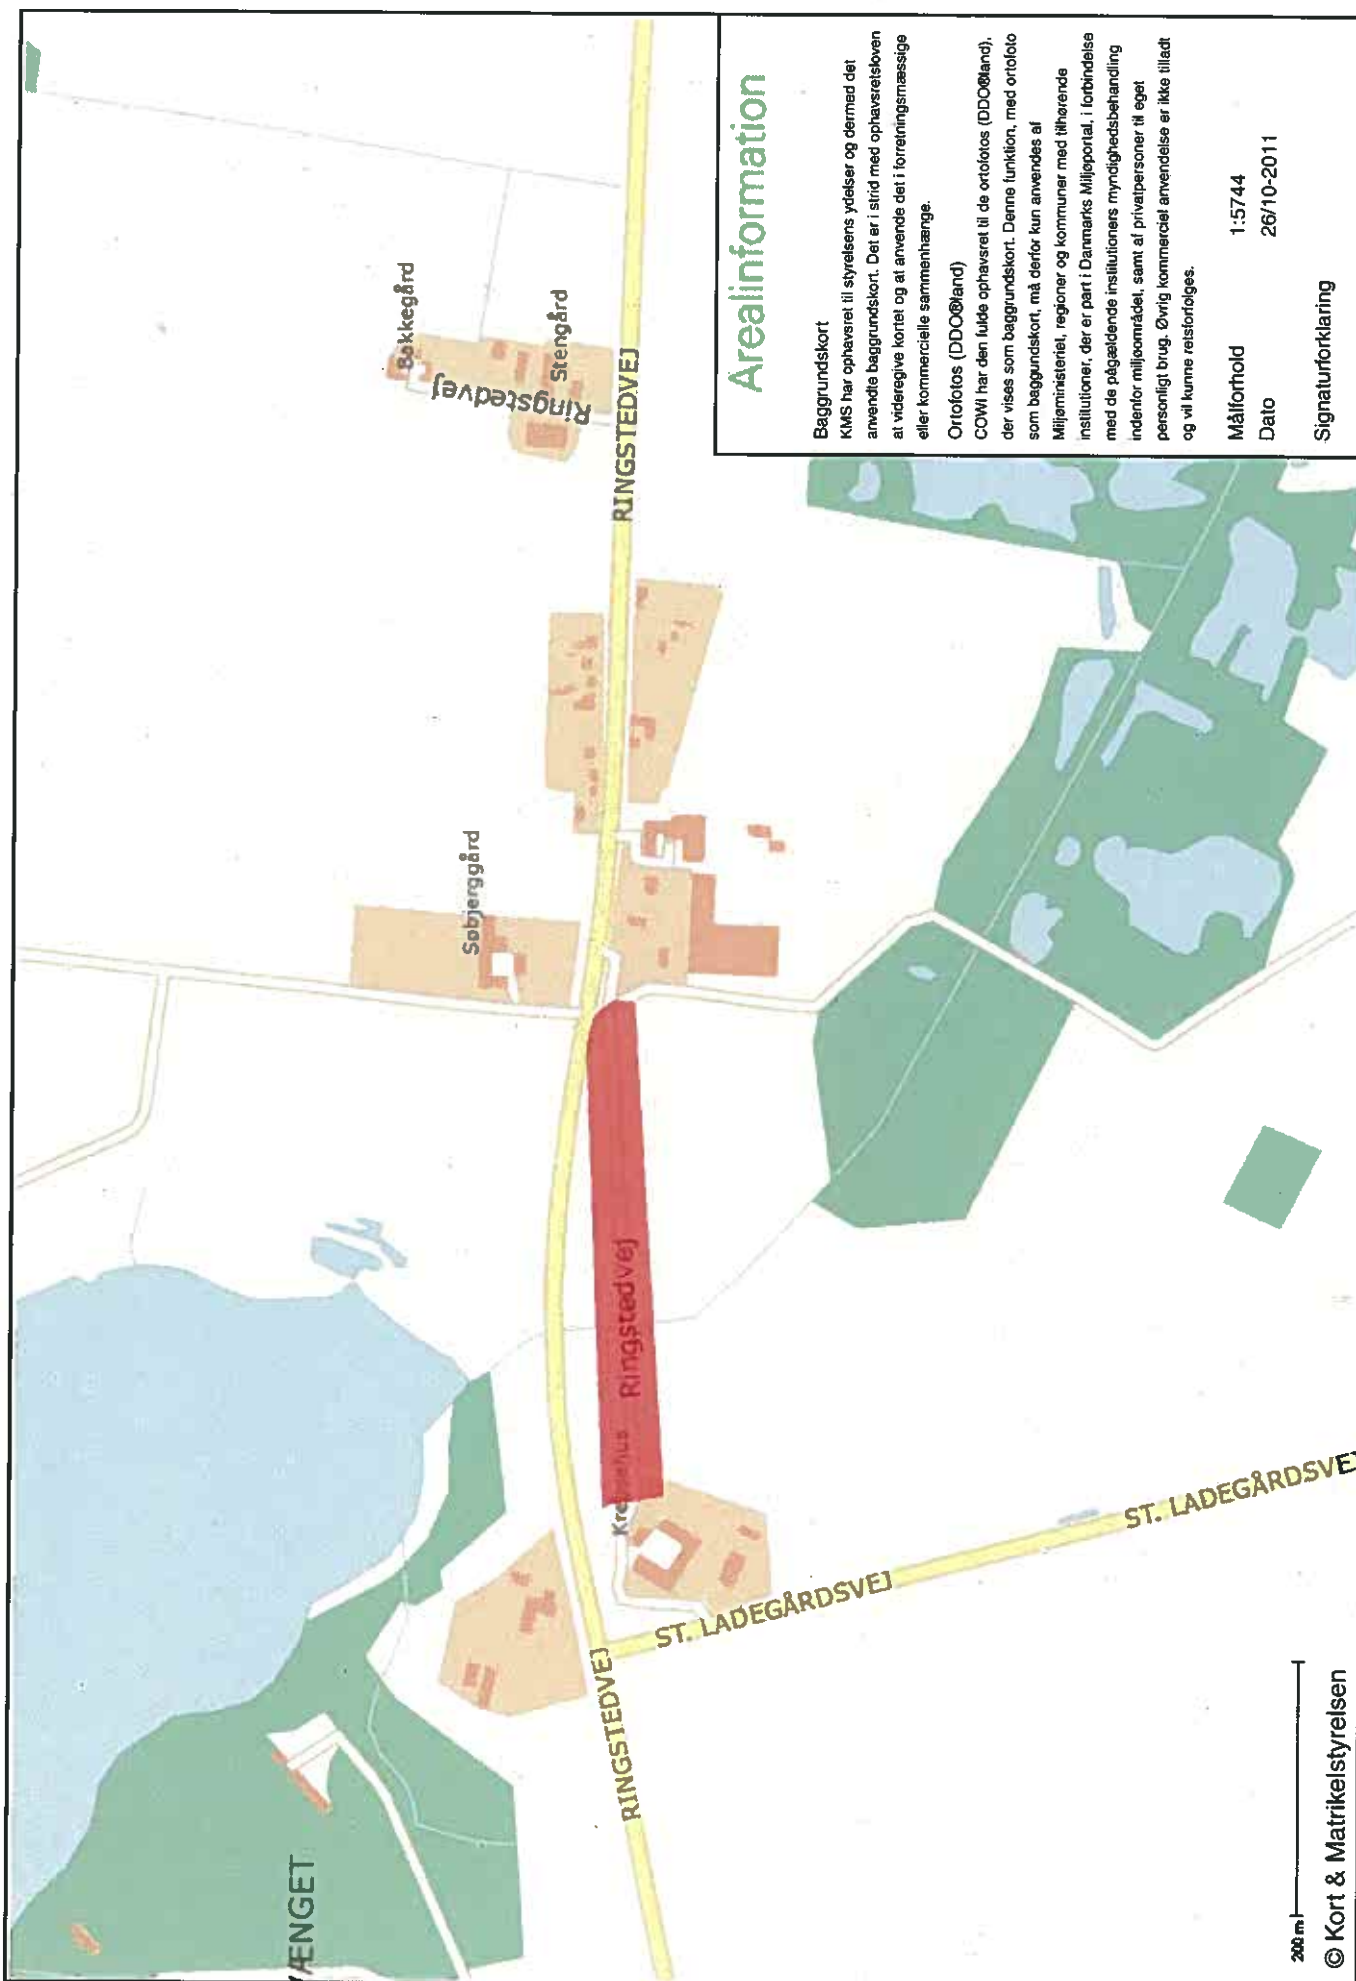 Bakkegård
Ringstedvej
Stengård
RINGSTEDVEJ
Søbjerggård
Ringstedvej
RINGSTEDVEJ
ST. LADEGÅRDSVEJ
ST. LADEGÅRDSVEJ
VÆNGET
200 m
© Kort & Matrikelstyrelsen
Arealinformation
Baggrundskort
KMS har ophavsret til styrelsens ydelser og dermed det
anvendte baggrundskort. Det er i strid med ophavsretsloven
at videregive kortet og at anvende det i forretningsmæssige
eller kommercielle sammenhænge.
Ortofotos (DDO®land)
COWI har den fulde ophavsret til de ortofotos (DDO®land),
der vises som baggrundskort. Denne funktion, med ortofoto
som baggundskort, må derfor kun anvendes af
Miljøministeriet, regioner og kommuner med tilhørende
institutioner, der er part i Danmarks Miljøportal, i forbindelse
med de pågældende institutioners myndighedsbehandling
indenfor miljøområdet, samt af privatpersoner til eget
personligt brug. Øvrig kommerciel anvendelse er ikke tilladt
og vil kunne retsforfølges.
Målforhold 1:5744
Dato 26/10-2011
Signaturforklaring